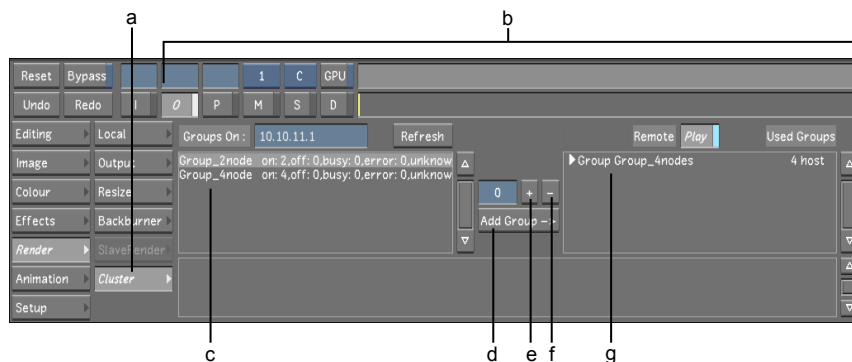 a
b
Reset Bypass 1 C GPU
Undo Redo I O P M S D
Editing Local Groups On: 10.10.11.1 Refresh Remote Play Used Groups
Image Output Group_2node on: 2,off: 0,busy: 0,error: 0,unknow Group Group_4nodes 4 host
Group_4node on: 4,off: 0,busy: 0,error: 0,unknow
Colour Resize 0 + -
Effects Backburner Add Group ->
Render SlaveRender
Animation Cluster
Setup
c d e f g